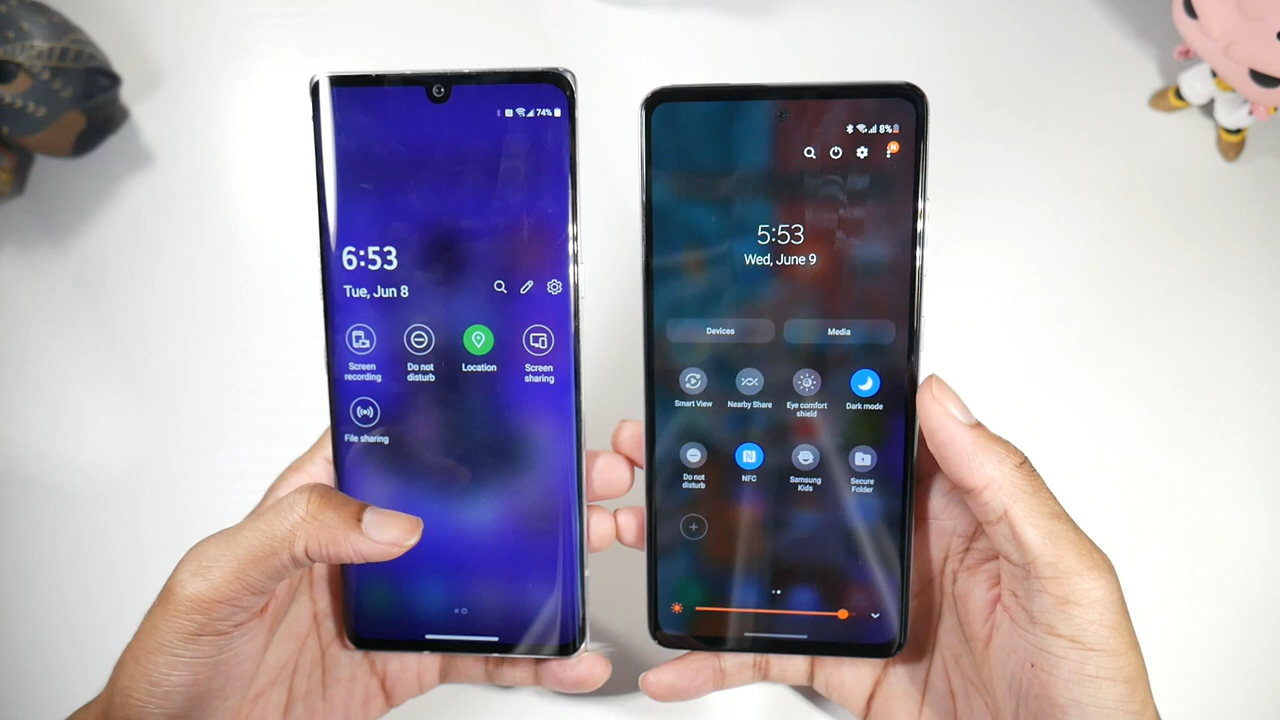 74%
6:53
Tue, Jun 8
Screen
recording
Do not
disturb
Location
Screen
sharing
File sharing
8%
N
5:53
Wed, June 9
Devices
Media
Smart View
Nearby Share
Eye comfort
shield
Dark mode
Do not
disturb
NFC
Samsung
Kids
Secure
Folder